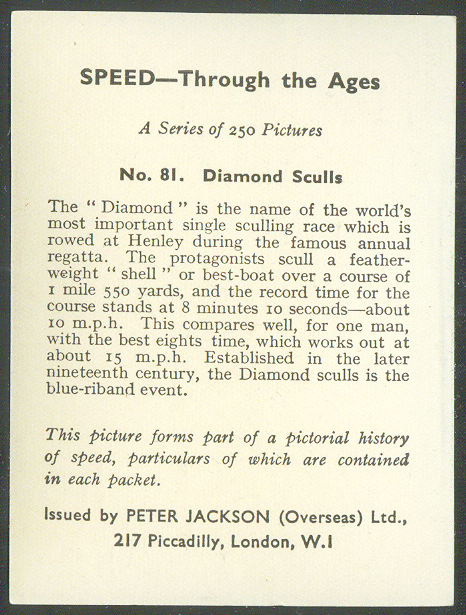 SPEED—Through the Ages
A Series of 250 Pictures
No. 81. Diamond Sculls
The “ Diamond ” is the name of the world's
most important single sculling race which is
rowed at Henley during the famous annual
regatta. The protagonists scull a feather-
weight “ shell ” or best-boat over a course of
1 mile 550 yards, and the record time for the
course stands at 8 minutes 10 seconds—about
10 m.p.h. This compares well, for one man,
with the best eights time, which works out at
about 15 m.p.h. Established in the later
nineteenth century, the Diamond sculls is the
blue-riband event.
This picture forms part of a pictorial history
of speed, particulars of which are contained
in each packet.
Issued by PETER JACKSON (Overseas) Ltd.,
217 Piccadilly, London, W.1